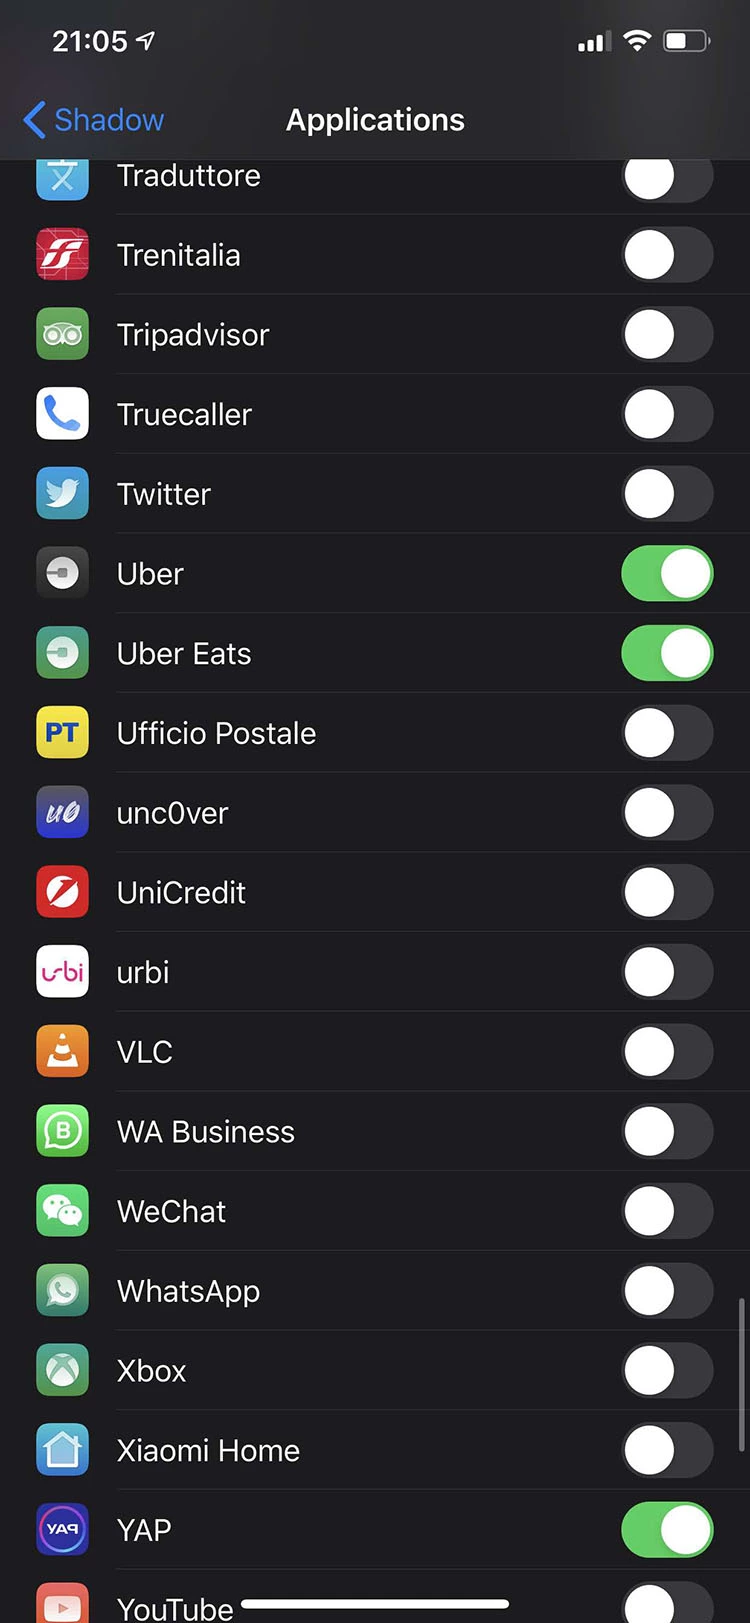 21:05
Shadow
Applications
Traduttore
Trenitalia
Tripadvisor
Truecaller
Twitter
Uber
Uber Eats
PT
Ufficio Postale
u0
unc0ver
UniCredit
urbi
urbi
VLC
B
WA Business
WeChat
WhatsApp
Xbox
Xiaomi Home
YAP
YAP
YouTube